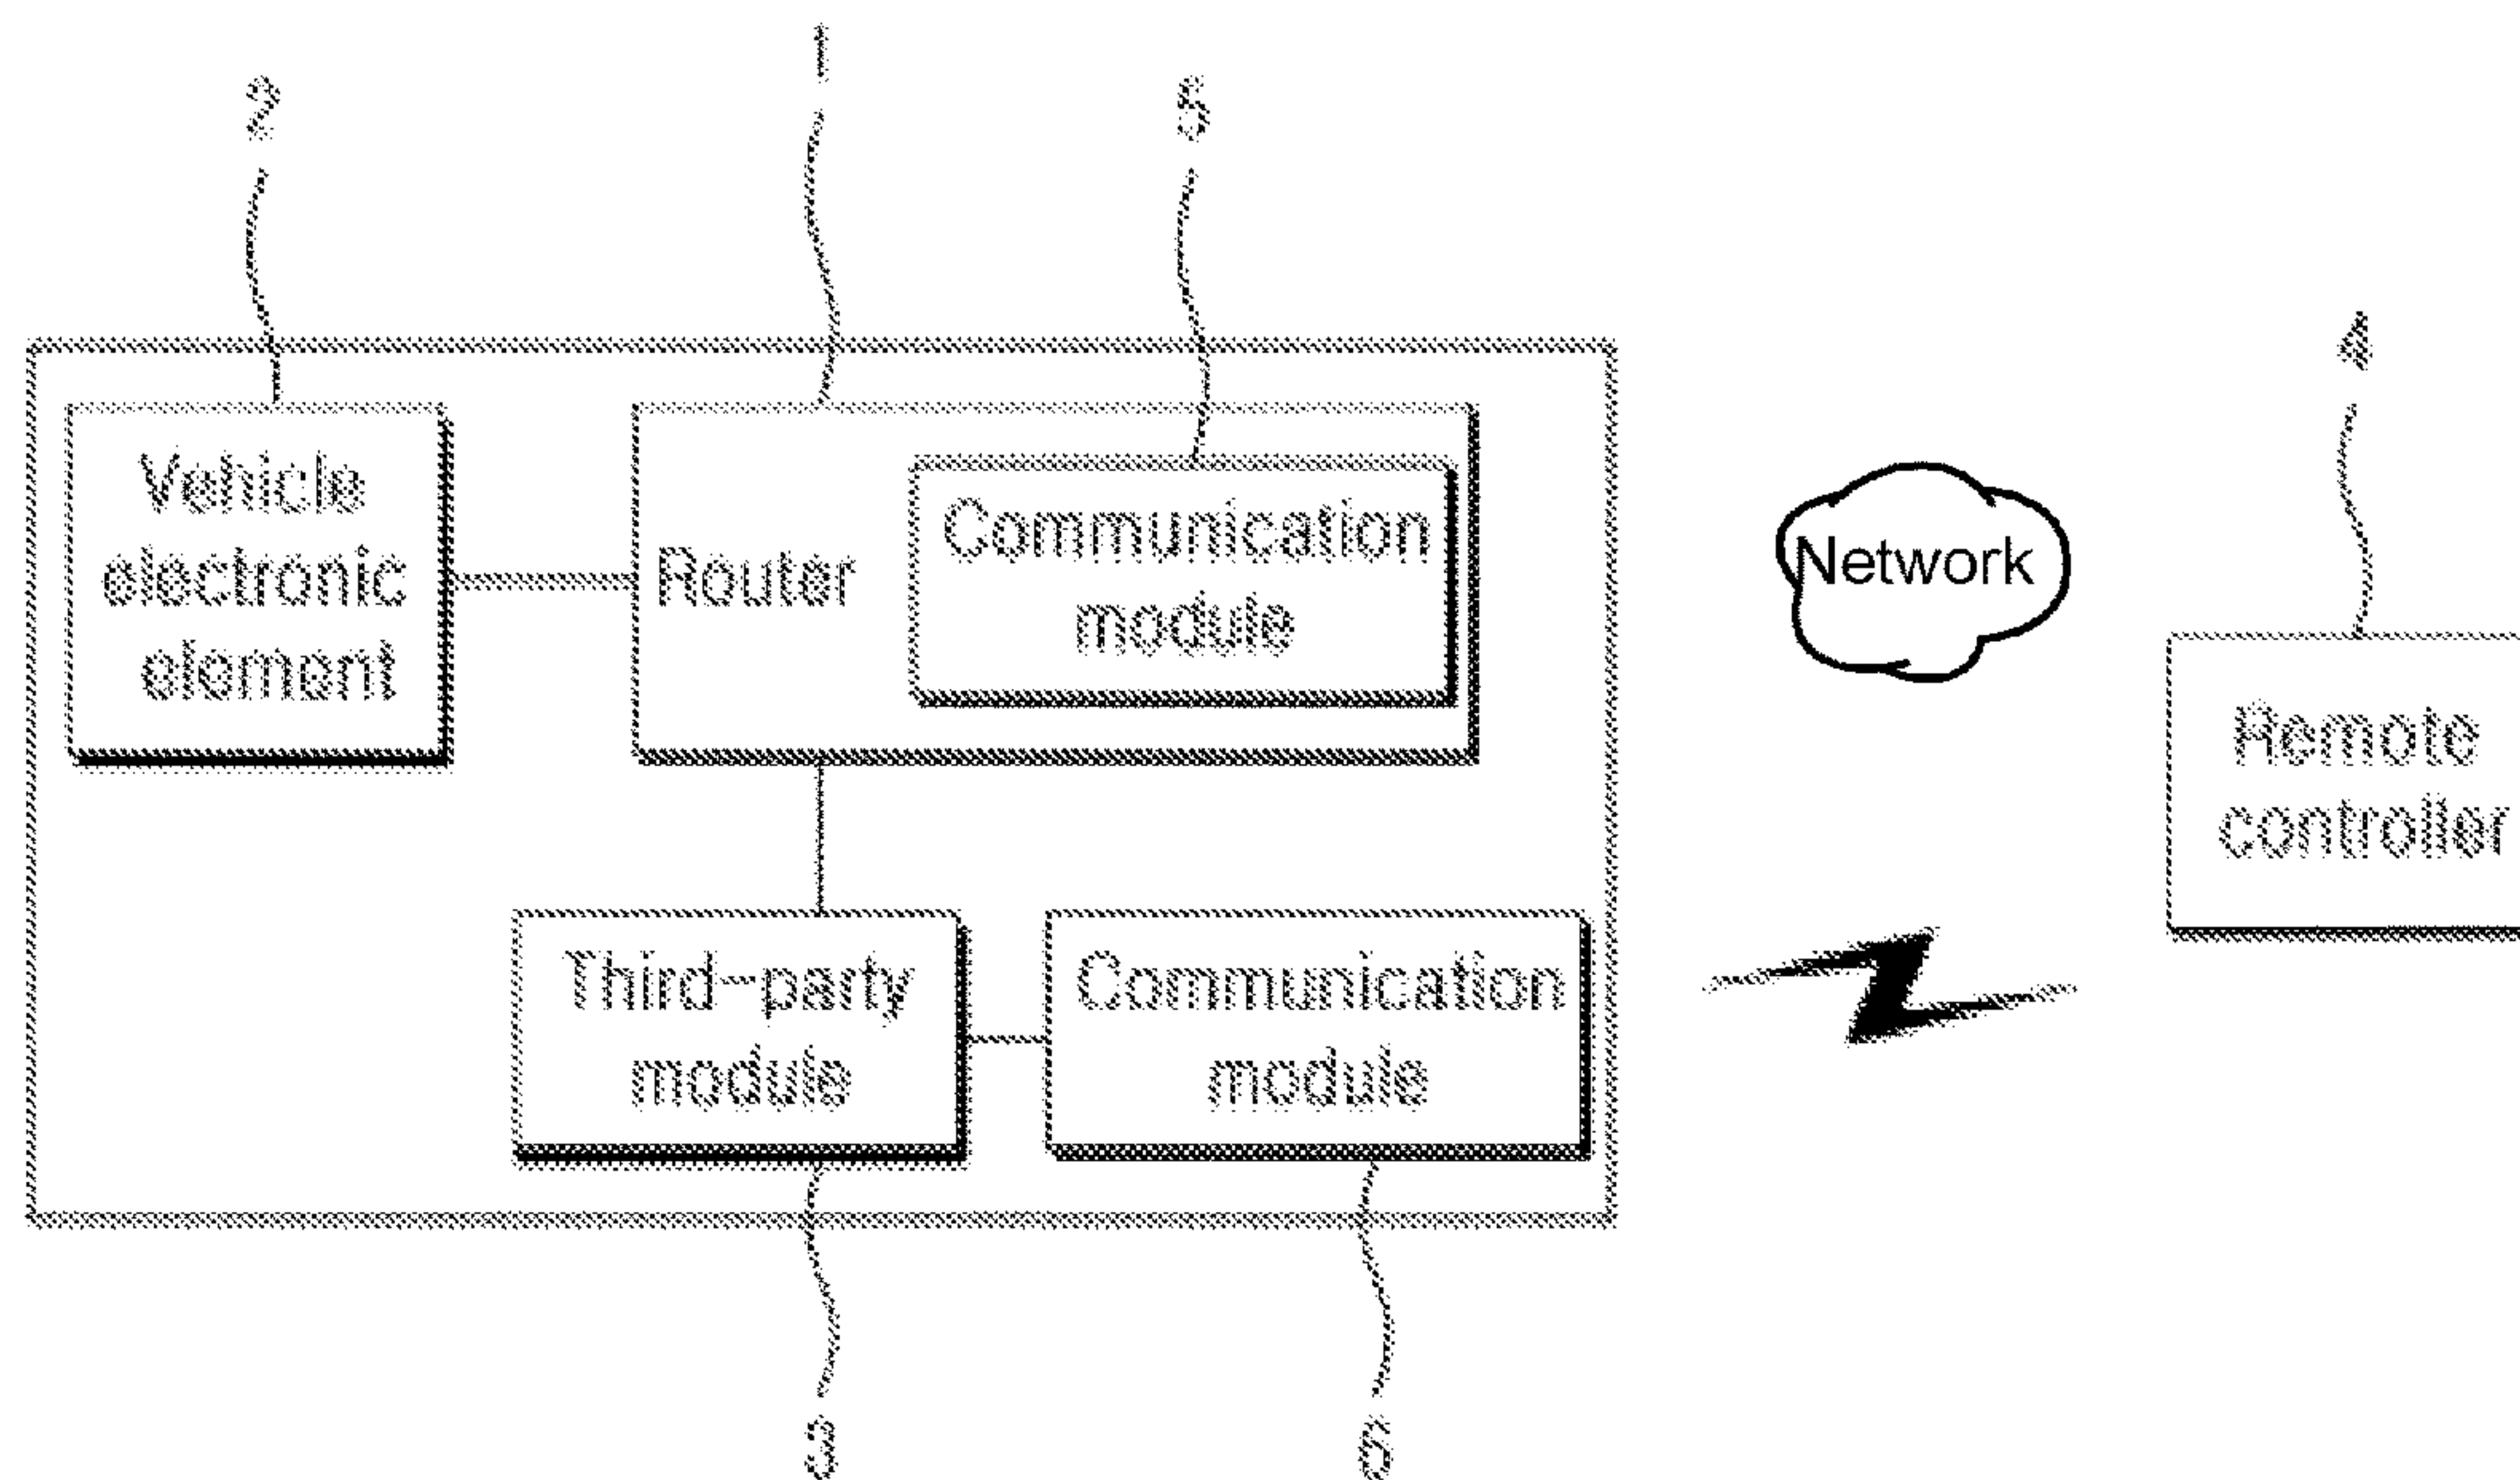 1
2
5
4
Vehicle
electronic
element
Router
Communication
module
Network
Remote
controller
Third-party
module
Communication
module
3
6